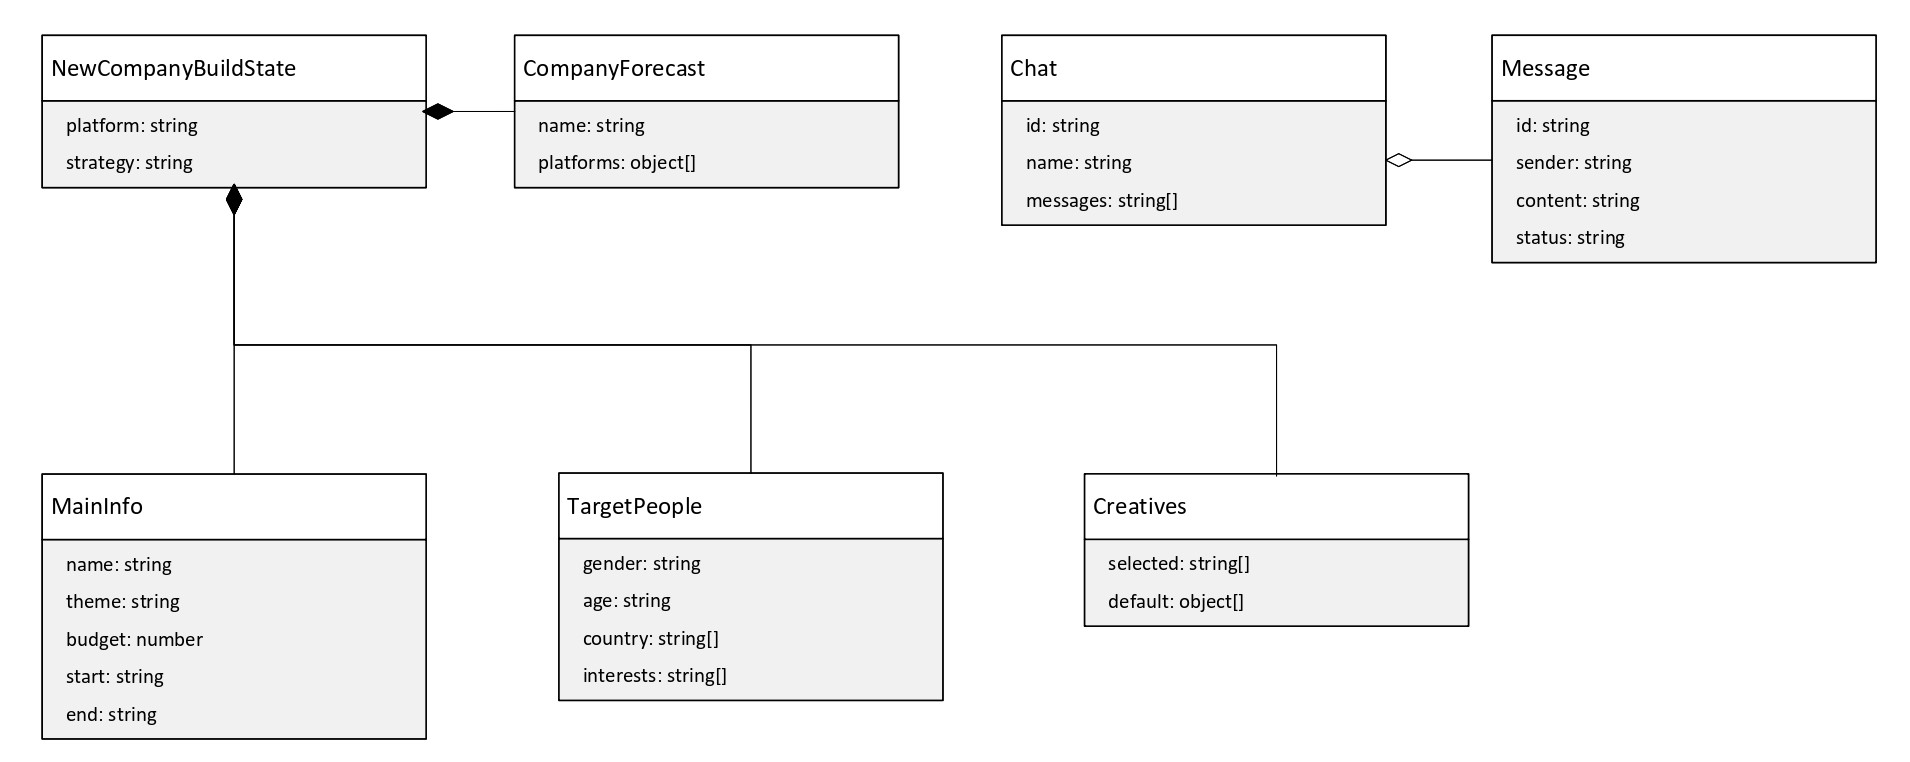 NewCompanyBuildState
platform: string
strategy: string
CompanyForecast
name: string
platforms: object[]
Chat
id: string
name: string
messages: string[]
Message
id: string
sender: string
content: string
status: string
MainInfo
name: string
theme: string
budget: number
start: string
end: string
TargetPeople
gender: string
age: string
country: string[]
interests: string[]
Creatives
selected: string[]
default: object[]